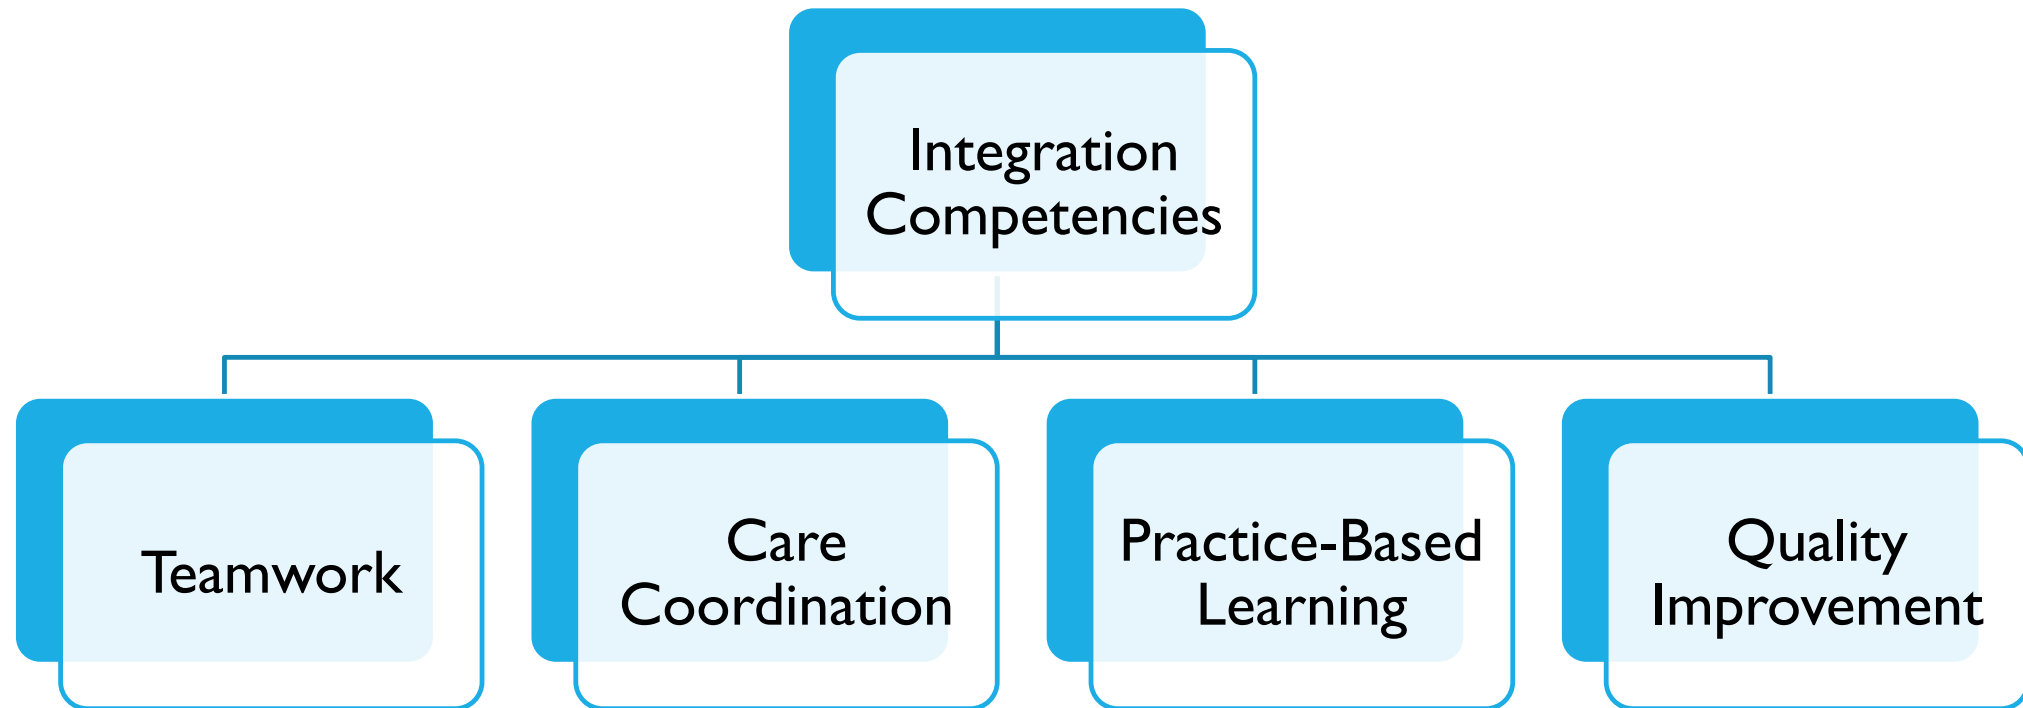 Integration
Competencies
Teamwork
Care
Coordination
Practice-Based
Learning
Quality
Improvement